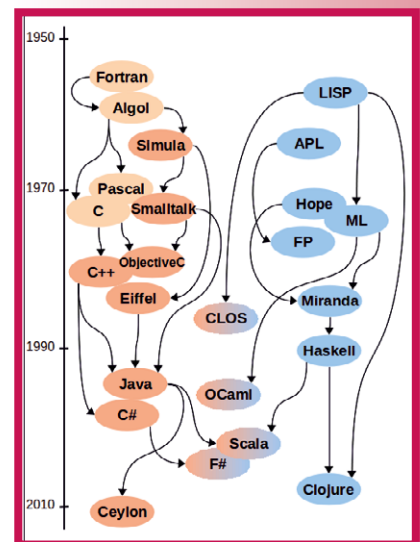 1950
Fortran
LISP
Algol
Simula
APL
1970
Pascal
Hope
C
Smalltalk
ML
FP
C++
ObjectiveC
Eiffel
Miranda
CLOS
1990
Haskell
Java
OCaml
C#
Scala
F#
Clojure
2010
Ceylon